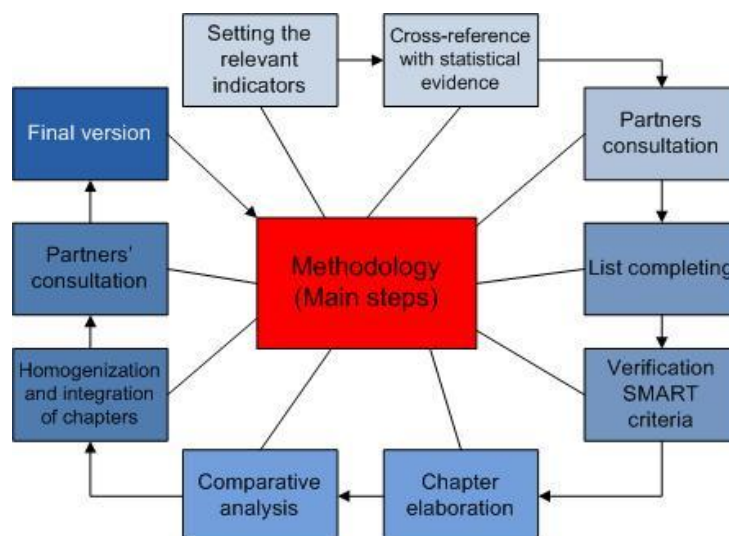 Setting the
relevant
indicators
Cross-reference
with statistical
evidence
Partners
consultation
List completing
Verification
SMART
criteria
Chapter
elaboration
Comparative
analysis
Homogenization
and integration
of chapters
Partners'
consultation
Final version
Methodology
(Main steps)